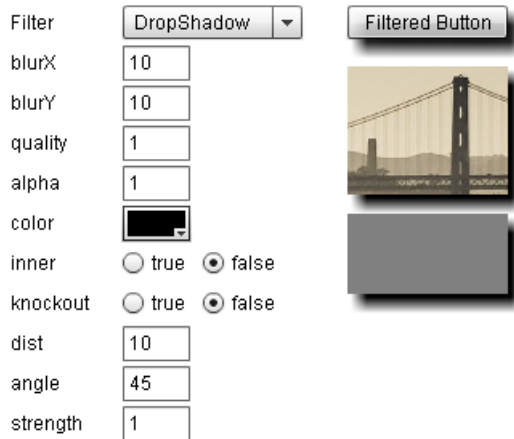 Filter DropShadow Filtered Button
blurX 10
blurY 10
quality 1
alpha 1
color
inner true false
knockout true false
dist 10
angle 45
strength 1